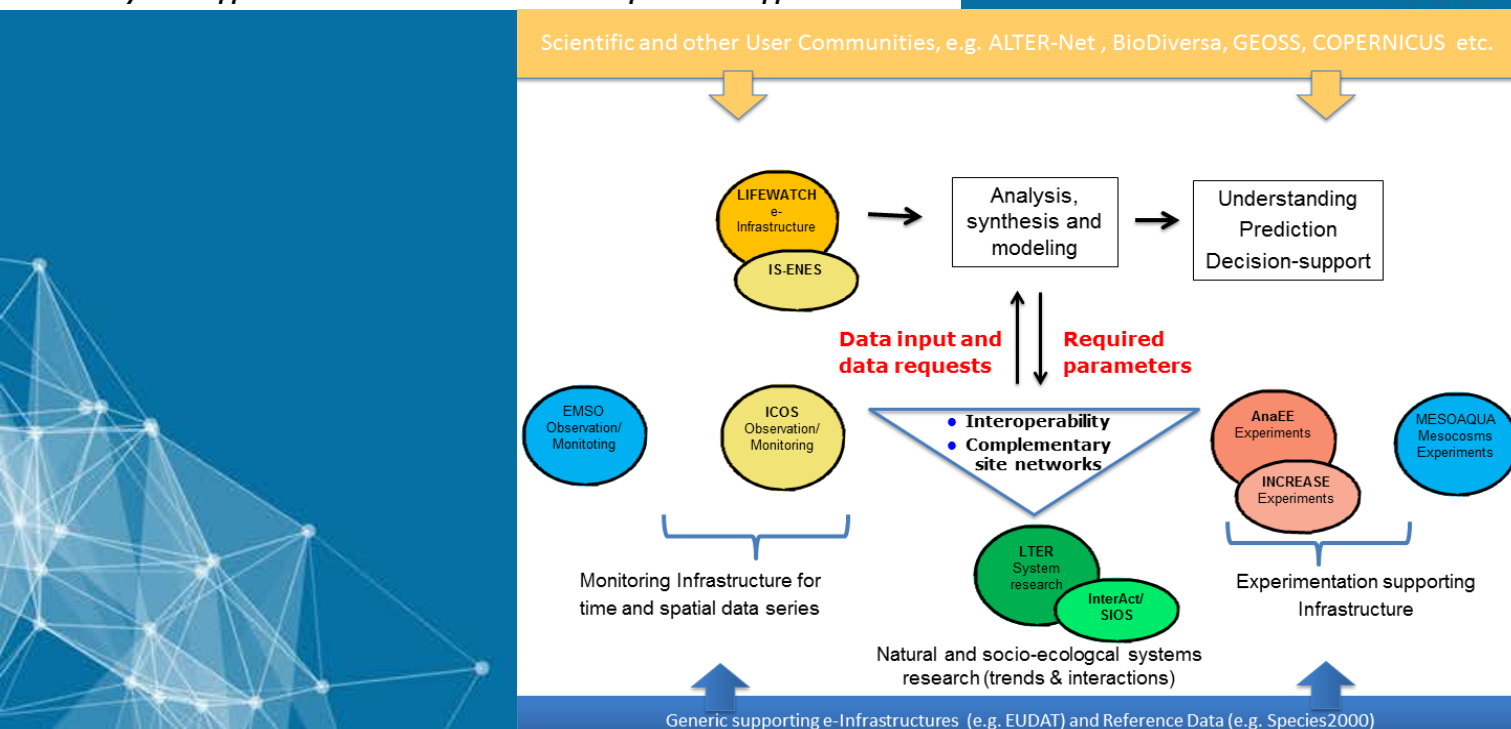 Scientific and other User Communities, e.g. ALTER-Net , BioDiversa, GEOSS, COPERNICUS etc.
LIFEWATCH
e-
Infrastructure
IS-ENES
Analysis,
synthesis and
modeling
Understanding
Prediction
Decision-support
Data input and
data requests
Required
parameters
EMSO
Observation/
Monitoting
ICOS
Observation/
Monitoring
• Interoperability
• Complementary
site networks
AnaEE
Experiments
INCREASE
Experiments
MESOAQUA
Mesocosms
Experiments
Monitoring Infrastructure for
time and spatial data series
LTER
System
research
InterAct/
SIOS
Natural and socio-ecologcal systems
research (trends & interactions)
Experimentation supporting
Infrastructure
Generic supporting e-Infrastructures (e.g. EUDAT) and Reference Data (e.g. Species2000)